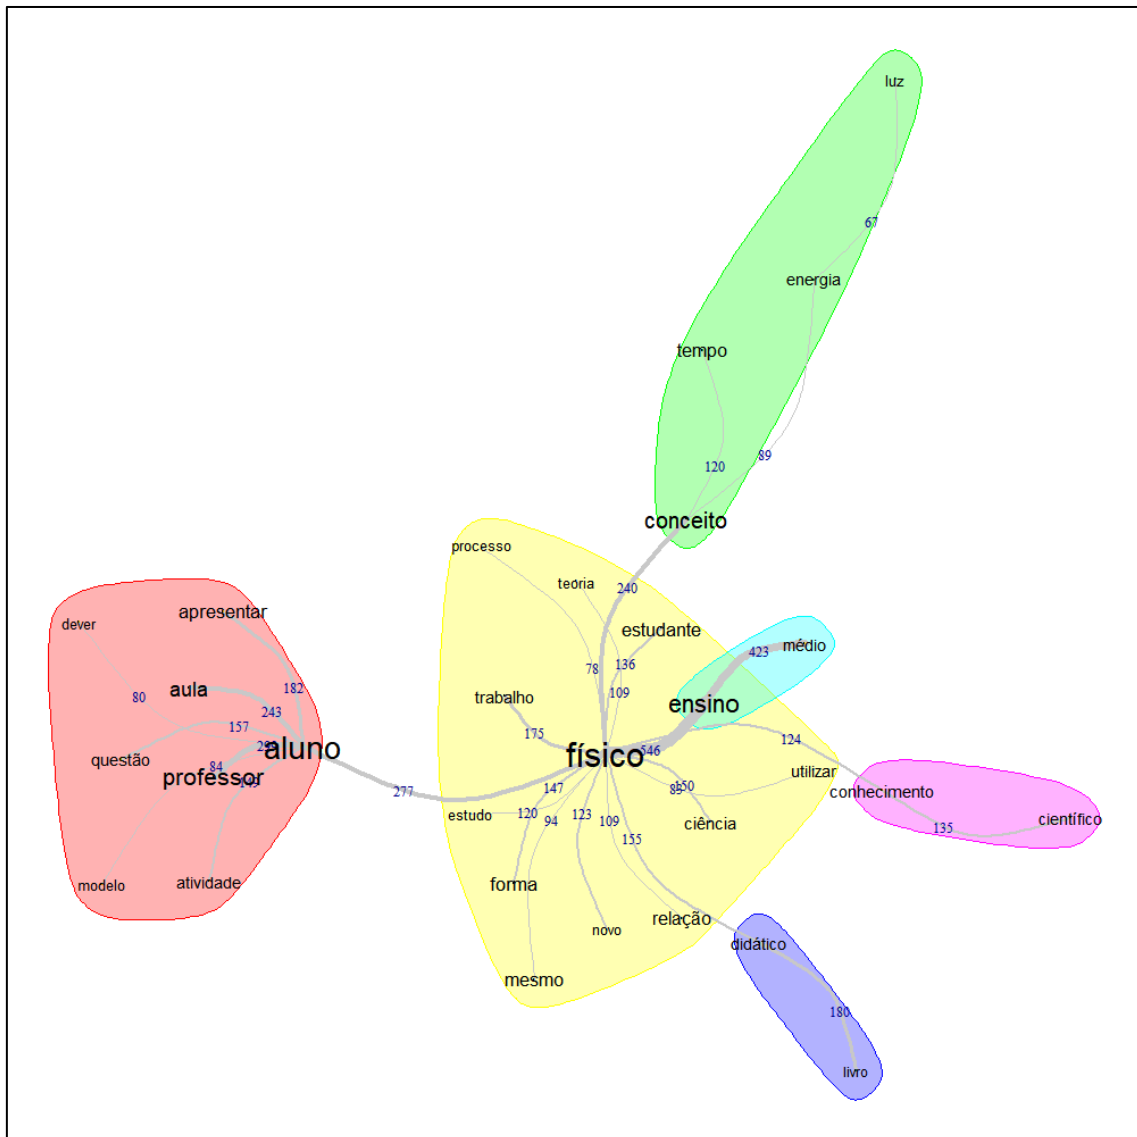 luz
67
energia
tempo
120
89
conceito
processo
teoria
240
estudante
78
136
109
médio
423
ensino
trabalho
175
físico
546
124
utilizar
conhecimento
135
científico
dever
apresentar
80
aula
182
243
157
questão
aluno
84
professor
149
modelo
atividade
277
estudo
147
120
94
123
109
155
150
ciência
forma
novo
relação
mesmo
didático
180
livro